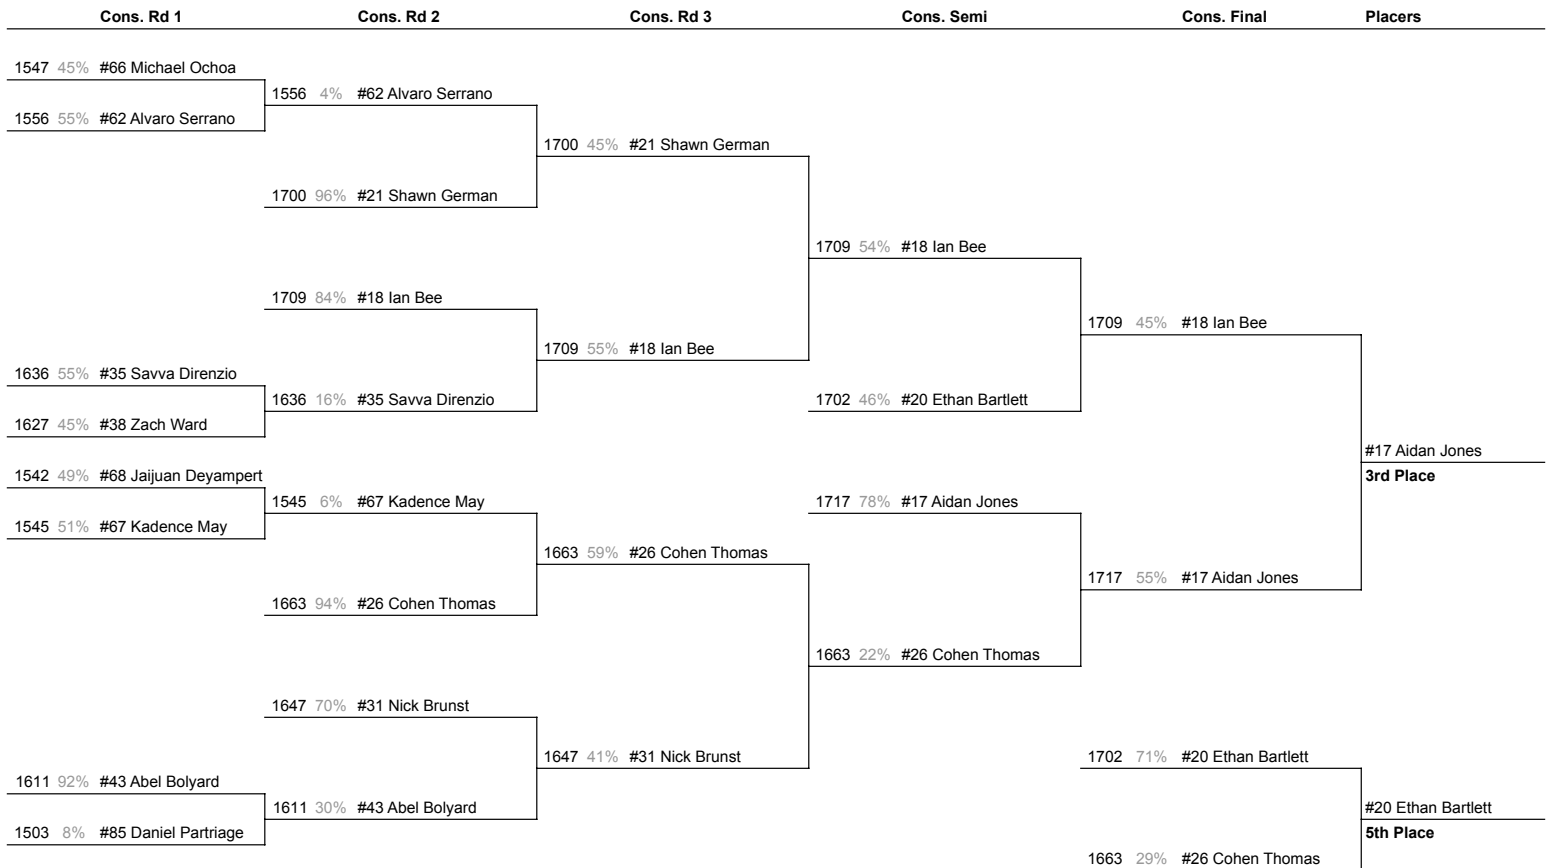 Cons. Rd 1 Cons. Rd 2 Cons. Rd 3 Cons. Semi Cons. Final Placers
1547 45% #66 Michael Ochoa
1556 4% #62 Alvaro Serrano
1556 55% #62 Alvaro Serrano
1700 45% #21 Shawn German
1700 96% #21 Shawn German
1709 54% #18 Ian Bee
1709 84% #18 Ian Bee
1709 45% #18 Ian Bee
1709 55% #18 Ian Bee
1636 55% #35 Savva Direnzio
1636 16% #35 Savva Direnzio 1702 46% #20 Ethan Bartlett
1627 45% #38 Zach Ward
#17 Aidan Jones
1542 49% #68 Jaijuan Deyampert 3rd Place
1545 6% #67 Kadence May 1717 78% #17 Aidan Jones
1545 51% #67 Kadence May
1663 59% #26 Cohen Thomas
1717 55% #17 Aidan Jones
1663 94% #26 Cohen Thomas
1663 22% #26 Cohen Thomas
1647 70% #31 Nick Brunst
1647 41% #31 Nick Brunst 1702 71% #20 Ethan Bartlett
1611 92% #43 Abel Bolyard
1611 30% #43 Abel Bolyard #20 Ethan Bartlett
1503 8% #85 Daniel Partriage 5th Place
1663 29% #26 Cohen Thomas